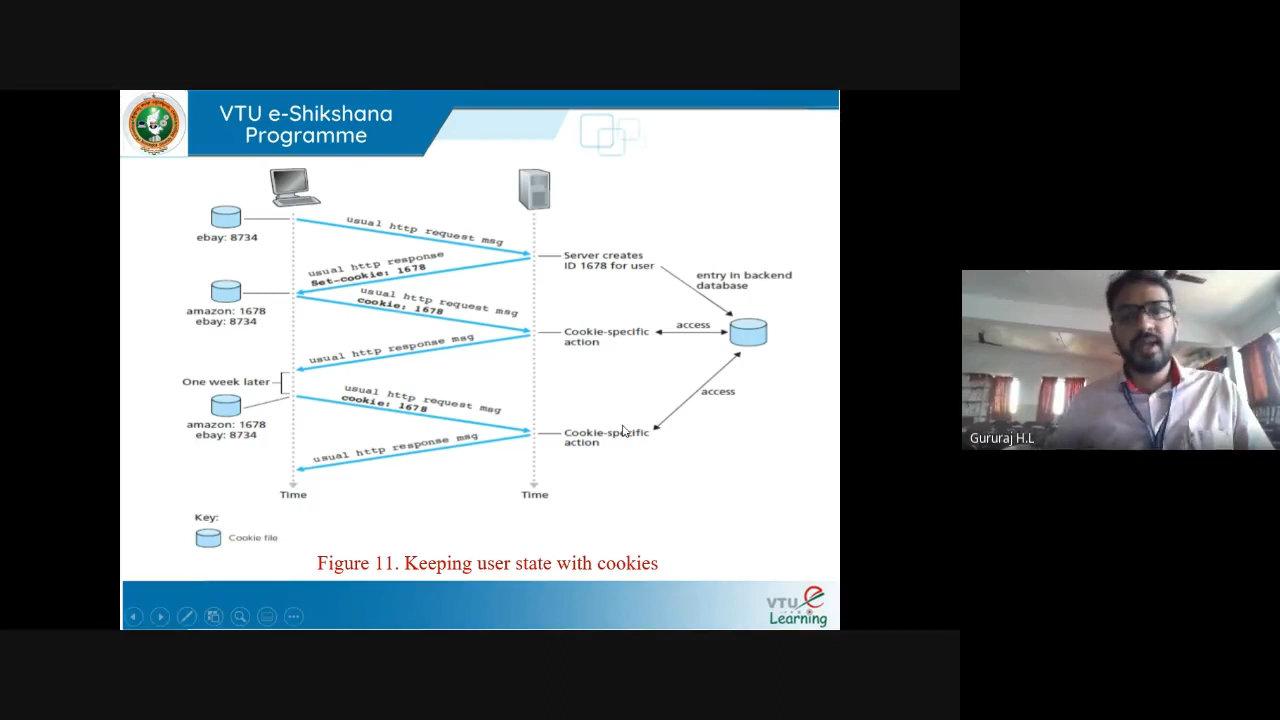 VTU e-Shikshana
Programme
usual http request msg
ebay: 8734
Server creates
ID 1678 for user
usual http response
Set-cookie: 1678
entry in backend
database
usual http request msg
cookie: 1678
amazon: 1678
ebay: 8734
Cookie-specific
action
access
usual http response msg
One week later
usual http request msg
cookie: 1678
access
amazon: 1678
ebay: 8734
Cookie-specific
action
usual http response msg
Time
Time
Key:
Cookie file
Figure 11. Keeping user state with cookies
VTU e
Learning
Gururaj H.L